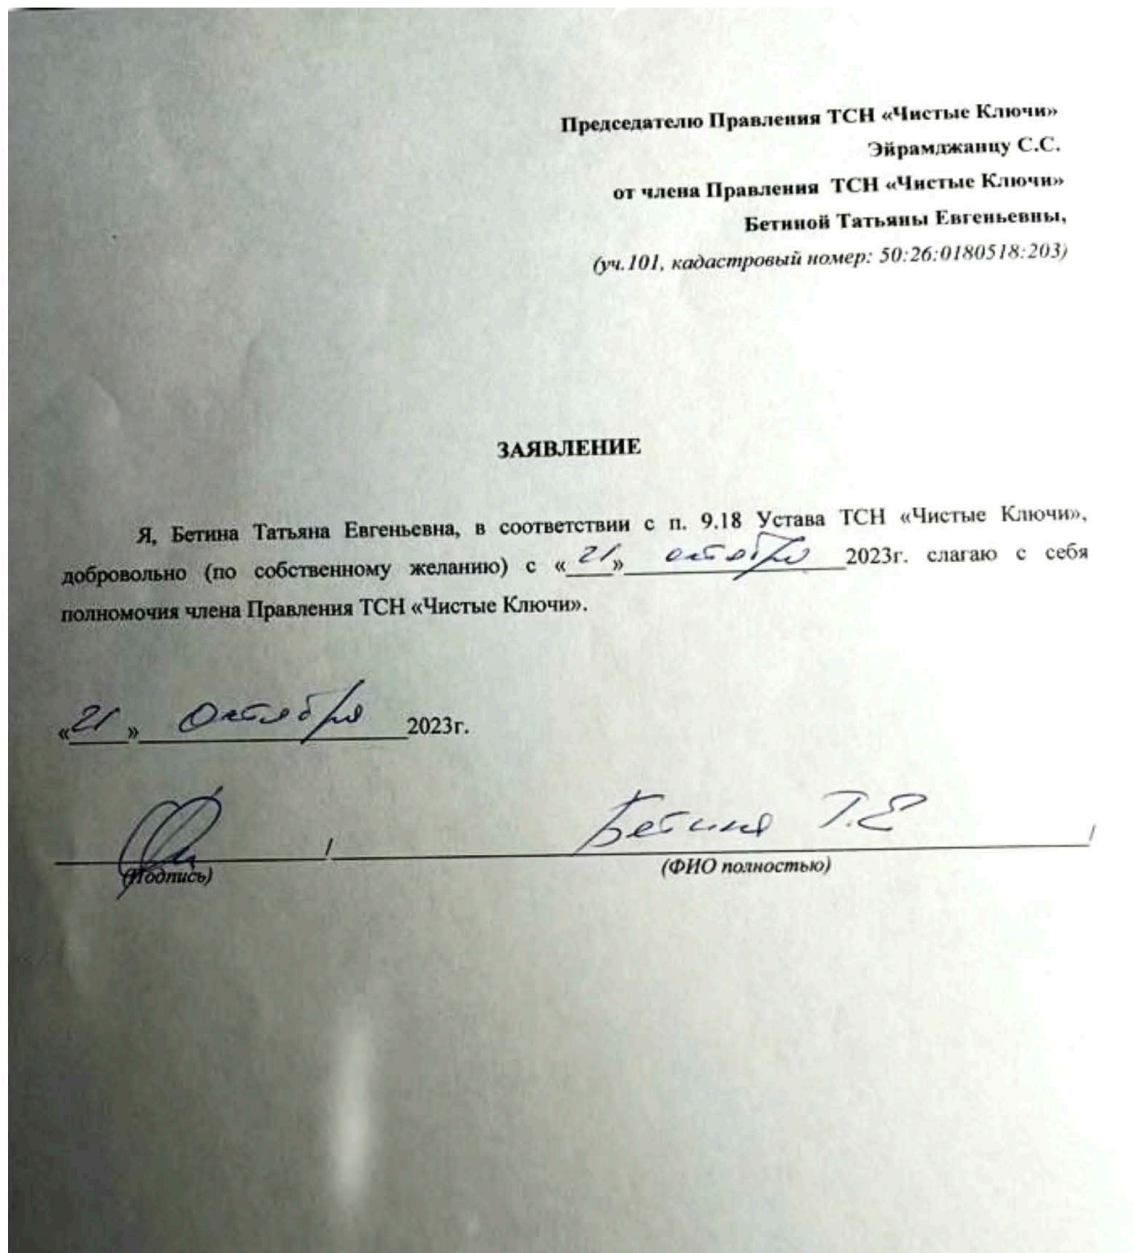 Председателю Правления ТСН «Чистые Ключи»
Эйрамджанцу С.С.
от члена Правления ТСН «Чистые Ключи»
Бетиной Татьяны Евгеньевны,
(уч.101, кадастровый номер: 50:26:0180518:203)
ЗАЯВЛЕНИЕ
Я, Бетина Татьяна Евгеньевна, в соответствии с п. 9.18 Устава ТСН «Чистые Ключи»,
добровольно (по собственному желанию) с «21» октября 2023г. слагаю с себя
полномочия члена Правления ТСН «Чистые Ключи».
«21» Октября 2023г.
/ Бетина Т.Е /
(Подпись) (ФИО полностью)